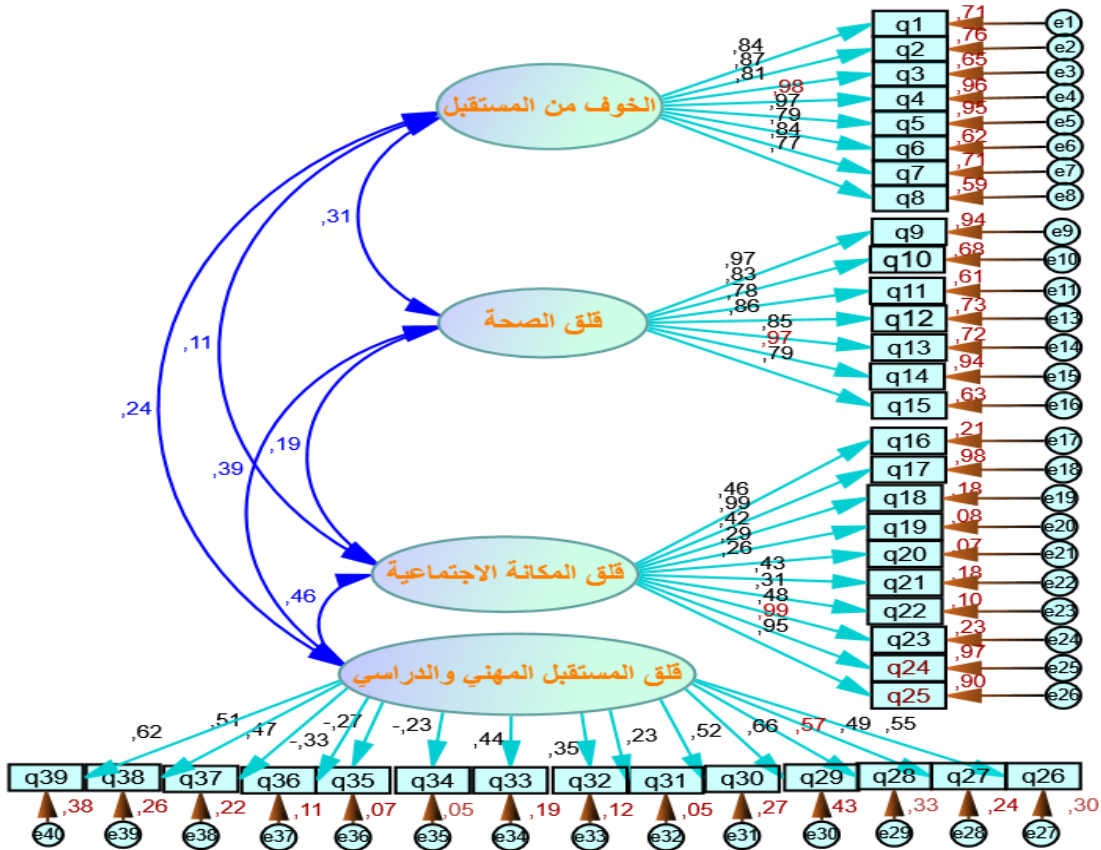 ,84 q1 ,71 e1
,87 q2 ,76 e2
,81 q3 ,65 e3
,98 q4 ,96 e4
,97 q5 ,95 e5
,79 q6 ,62 e6
,84 q7 ,71 e7
,77 q8 ,59 e8
الخوف من المستقبل
,31
,97 q9 ,94 e9
,83 q10 ,68 e10
,78 q11 ,61 e11
,86 q12 ,73 e13
,85 q13 ,72 e14
,97 q14 ,94 e15
,79 q15 ,63 e16
قلق الصحة
,11
,24
,39
,19
,46 q16 ,21 e17
,99 q17 ,98 e18
,42 q18 ,18 e19
,29 q19 ,08 e20
,26 q20 ,07 e21
,43 q21 ,18 e22
,31 q22 ,10 e23
,48 q23 ,23 e24
,99 q24 ,97 e25
,95 q25 ,90 e26
قلق المكانة الاجتماعية
,46
قلق المستقبل المهني والدراسي
,62 ,51 ,47 -,33 -,27 -,23 ,44 ,35 ,23 ,52 ,66 ,57 ,49 ,55
q39 q38 q37 q36 q35 q34 q33 q32 q31 q30 q29 q28 q27 q26
,38 ,26 ,22 ,11 ,07 ,05 ,19 ,12 ,05 ,27 ,43 ,33 ,24 ,30
e40 e39 e38 e37 e36 e35 e34 e33 e32 e31 e30 e29 e28 e27